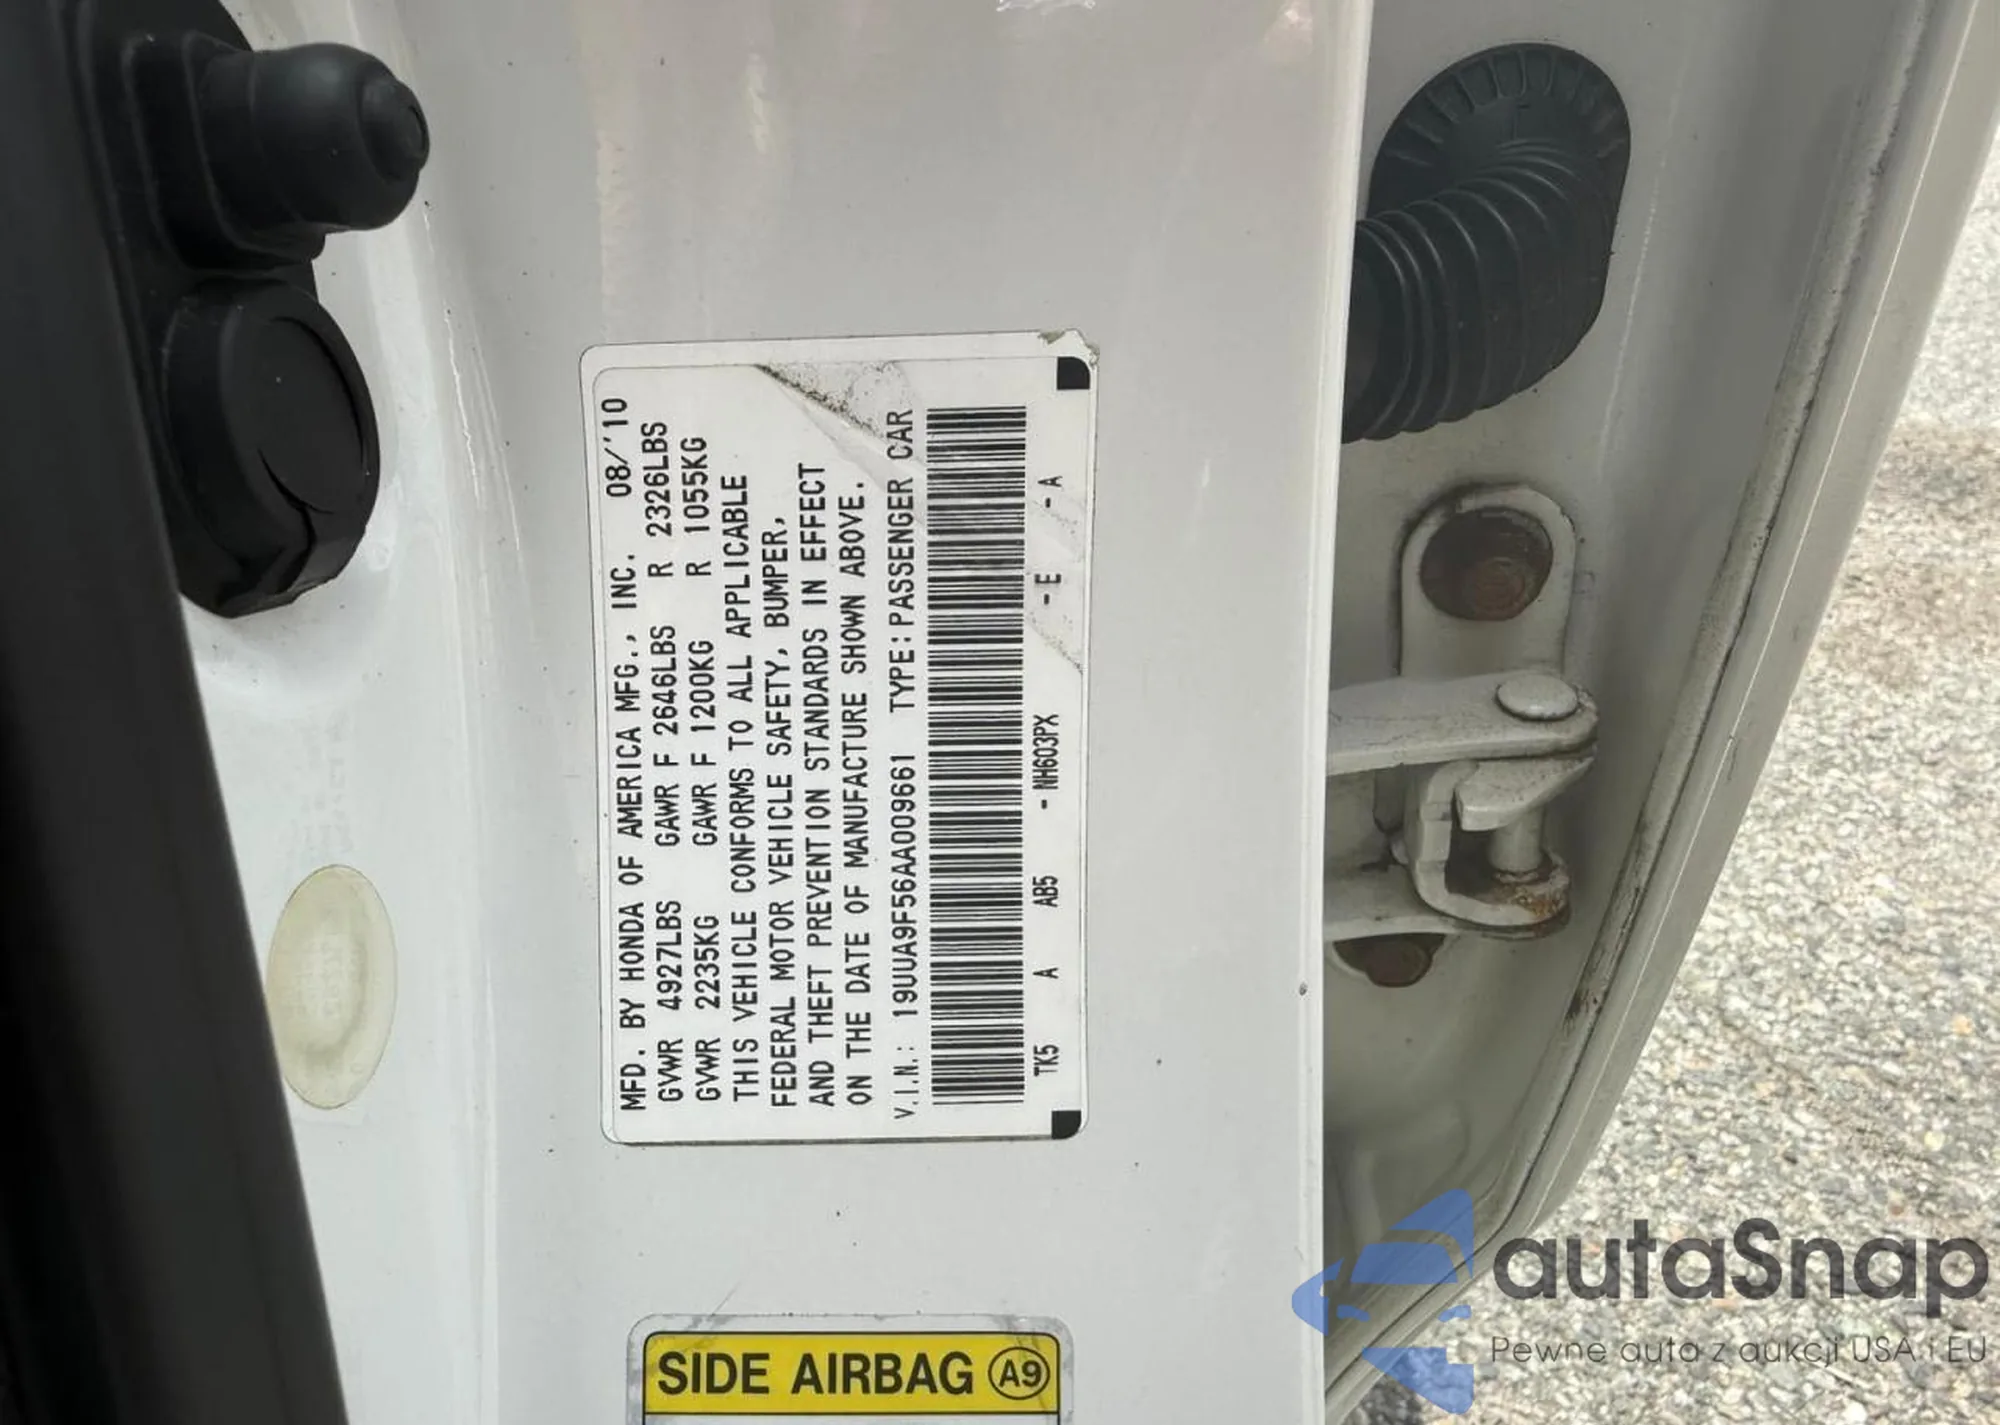 MFD. BY HONDA OF AMERICA MFG., INC. 08/'10
GVWR 4927LBS GAWR F 2646LBS R 2326LBS
GVWR 2235KG GAWR F 1200KG R 1055KG
THIS VEHICLE CONFORMS TO ALL APPLICABLE
FEDERAL MOTOR VEHICLE SAFETY, BUMPER,
AND THEFT PREVENTION STANDARDS IN EFFECT
ON THE DATE OF MANUFACTURE SHOWN ABOVE.
V.I.N.: 19UUA9F56AA009661 TYPE: PASSENGER CAR
TK5 A AB5 - NH603PX - E - A
SIDE AIRBAG A9
autaSnap
Pewne auta z aukcji USA i EU